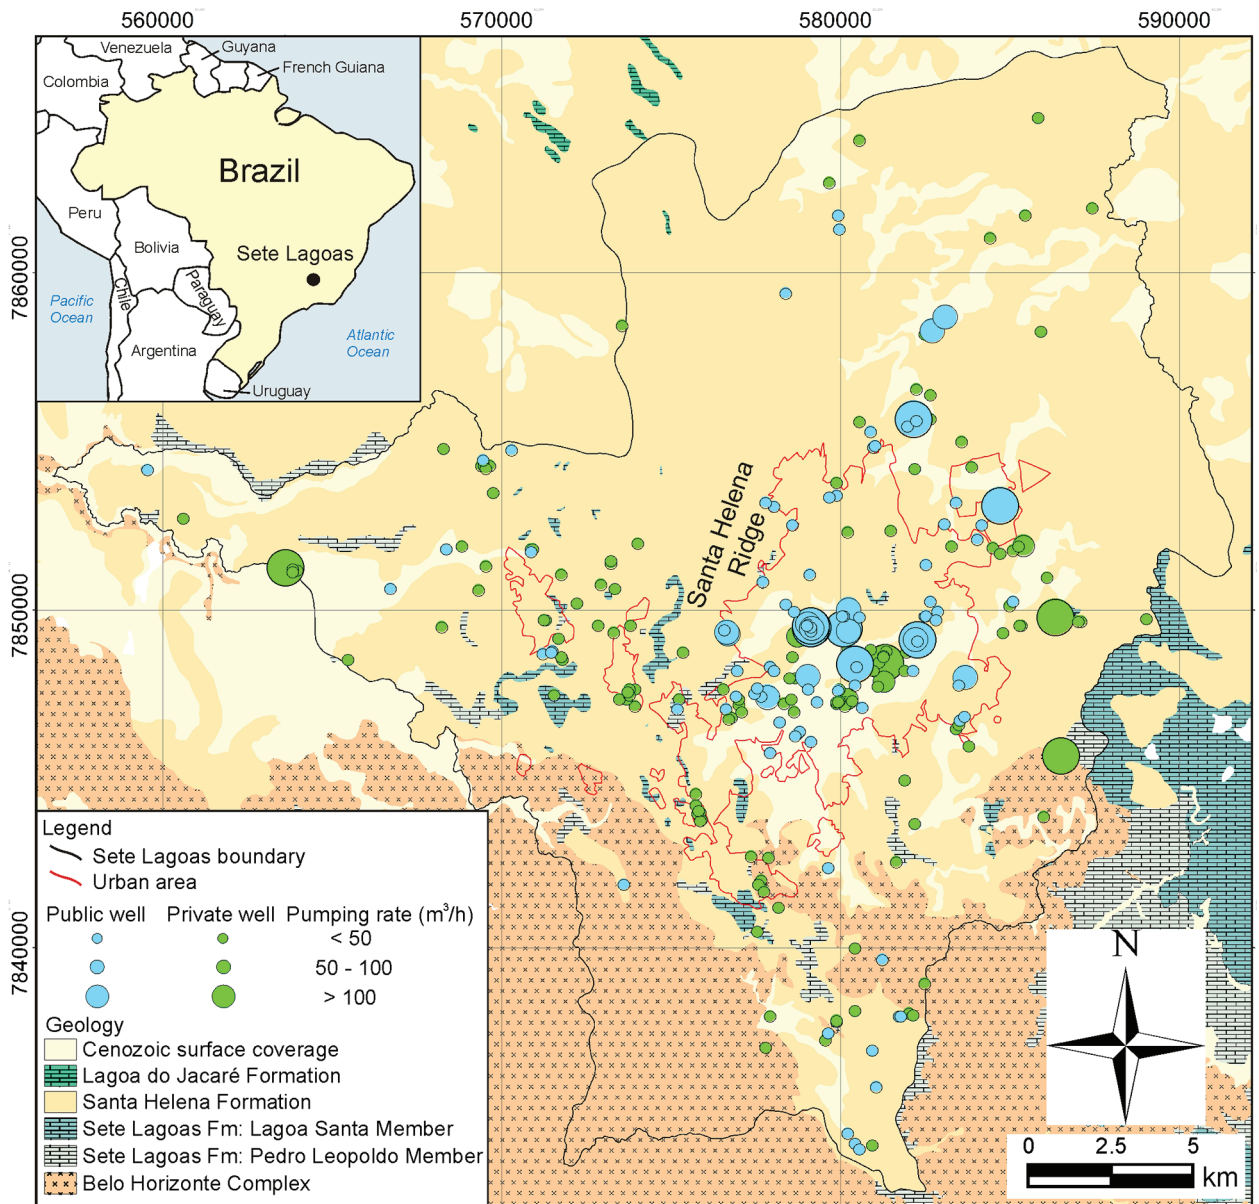 560000
570000
580000
590000
Venezuela
Guyana
French Guiana
Colombia
Brazil
Peru
Bolivia
Sete Lagoas
Chile
Paraguay
Pacific
Ocean
Argentina
Atlantic
Ocean
Uruguay
7860000
7850000
7840000
Santa Helena
Ridge
Legend
Sete Lagoas boundary
Urban area
Public well Private well Pumping rate (m³/h)
< 50
50 - 100
> 100
Geology
Cenozoic surface coverage
Lagoa do Jacaré Formation
Santa Helena Formation
Sete Lagoas Fm: Lagoa Santa Member
Sete Lagoas Fm: Pedro Leopoldo Member
Belo Horizonte Complex
N
0 2.5 5
km